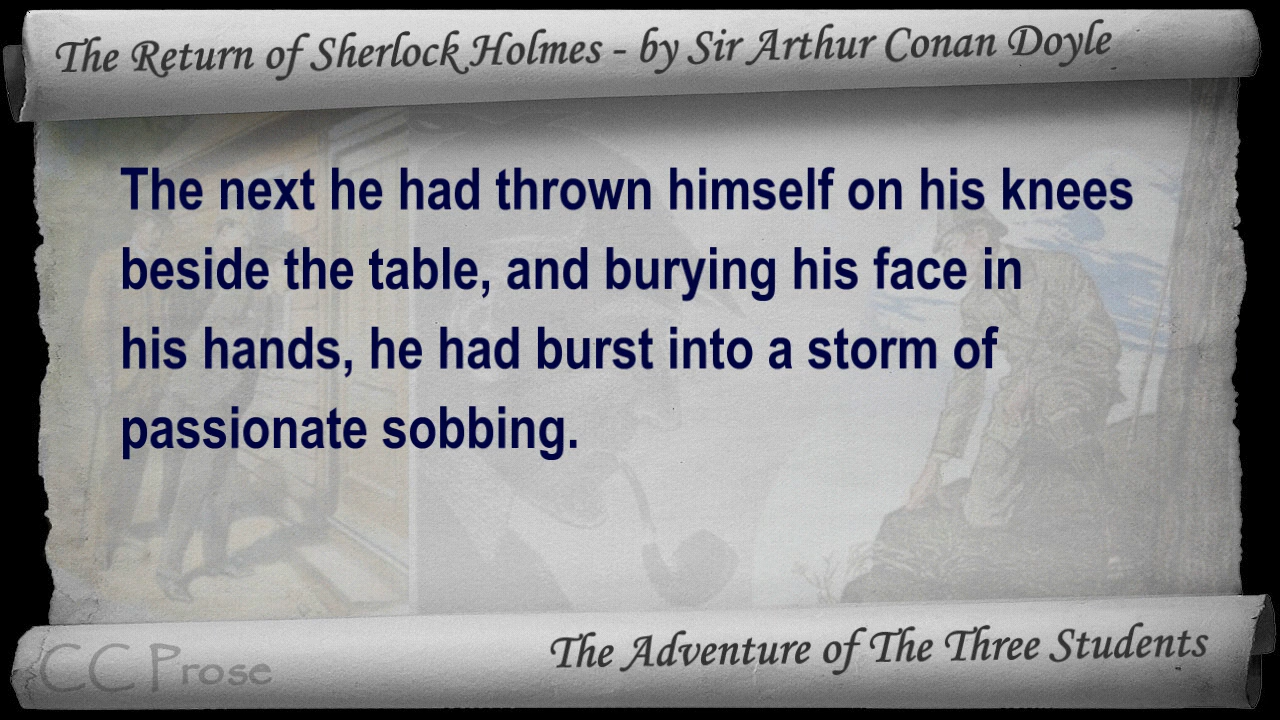 The Return of Sherlock Holmes - by Sir Arthur Conan Doyle
The next he had thrown himself on his knees
beside the table, and burying his face in
his hands, he had burst into a storm of
passionate sobbing.
The Adventure of The Three Students
CC Prose